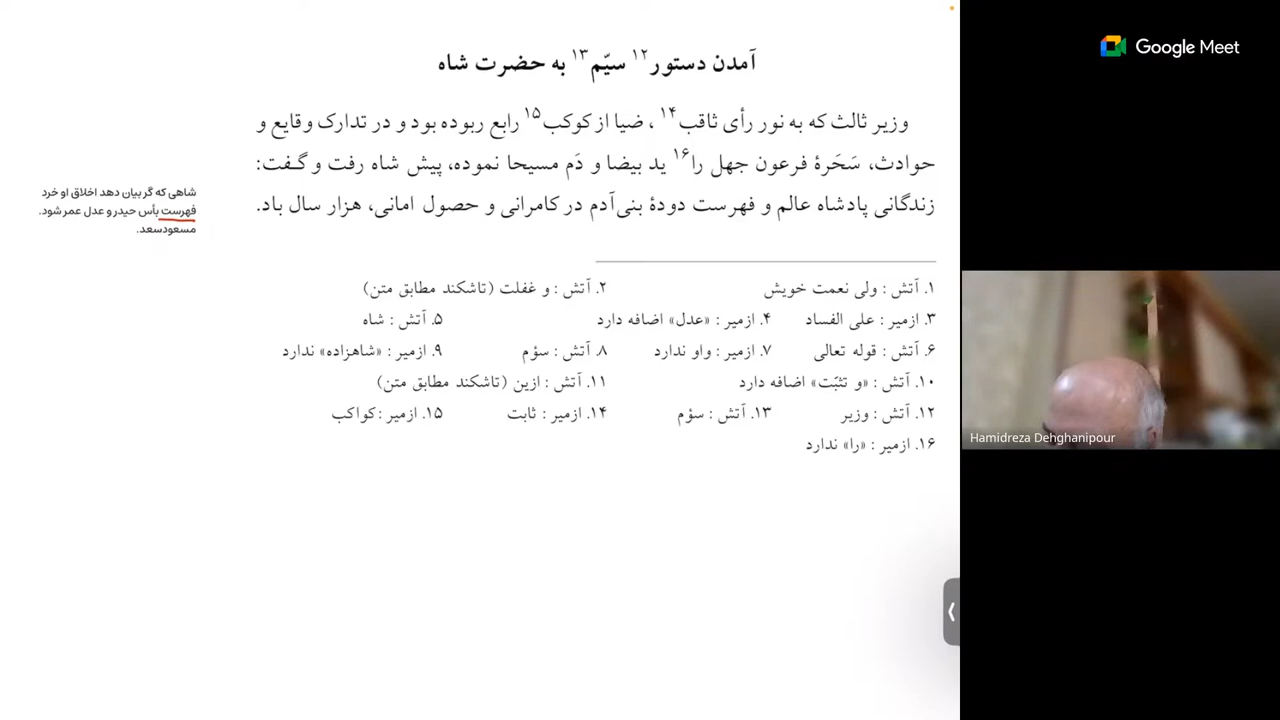 آمدن دستور۱۲ سیّم۱۳ به حضرت شاه
وزیر ثالث که به نور رأی ثاقب۱۴، ضیا از کوکب۱۵ رابع ربوده بود و در تدارک وقایع و
حوادث، سَحَرهٔ فرعون جهل را۱۶ ید بیضا و دَم مسیحا نموده، پیش شاه رفت و گفت:
زندگانی پادشاه عالم و فهرست دودهٔ بنی‌آدم در کامرانی و حصول امانی، هزار سال باد.
شاهی که گر بیان دهد اخلاق او خرد
فهرست بأس حیدر و عدل عمر شود.
مسعودسعد.
۱. آتش : ولی نعمت خویش ۲. آتش : و غفلت (تاشکند مطابق متن)
۳. ازمیر : علی الفساد ۴. ازمیر : «عدل» اضافه دارد ۵. آتش : شاه
۶. آتش : قوله تعالی ۷. ازمیر : واو ندارد ۸. آتش : سؤم ۹. ازمیر : «شاهزاده» ندارد
۱۰. آتش : «و تثبّت» اضافه دارد ۱۱. آتش : ازین (تاشکند مطابق متن)
۱۲. آتش : وزیر ۱۳. آتش : سؤم ۱۴. ازمیر : ثابت ۱۵. ازمیر : کواکب
۱۶. ازمیر : «را» ندارد
Google Meet
Hamidreza Dehghanipour